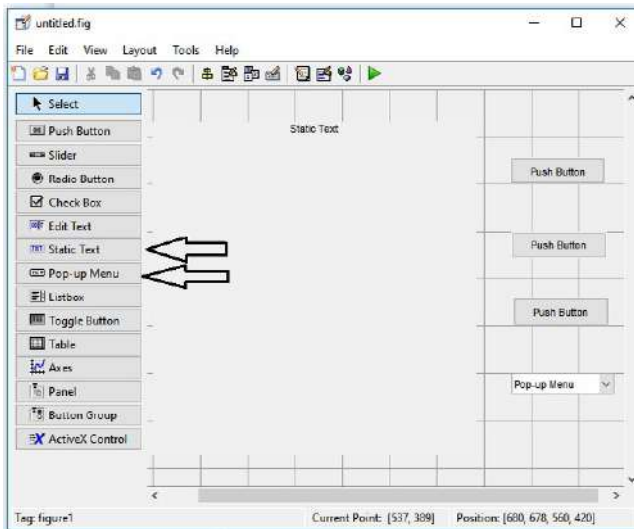 untitled.fig
File Edit View Layout Tools Help
Select
Push Button
Slider
Radio Button
Check Box
Edit Text
Static Text
Pop-up Menu
Listbox
Toggle Button
Table
Axes
Panel
Button Group
ActiveX Control
Static Text
Push Button
Push Button
Push Button
Pop-up Menu
Tag: figure1 Current Point: [537, 389] Position: [680, 678, 560, 420]